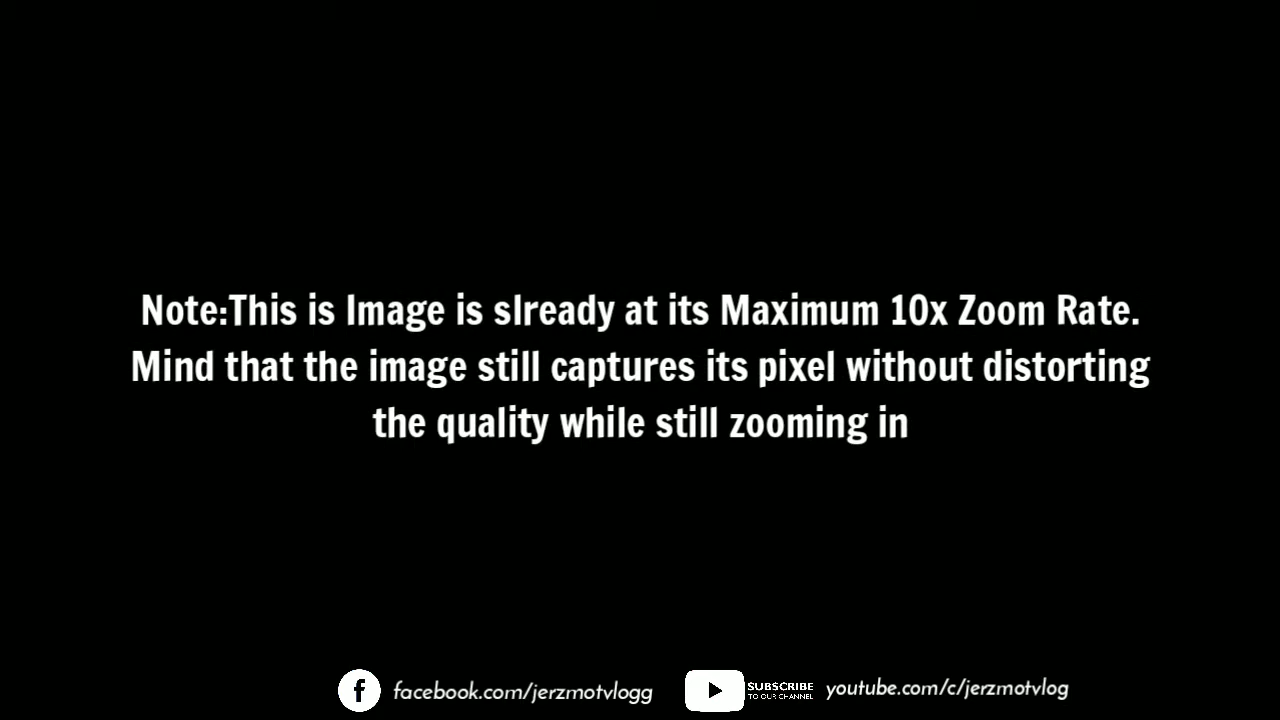 Note:This is Image is slready at its Maximum 10x Zoom Rate.
Mind that the image still captures its pixel without distorting
the quality while still zooming in
facebook.com/jerzmotvlogg
SUBSCRIBE
TO OUR CHANNEL
youtube.com/c/jerzmotvlog